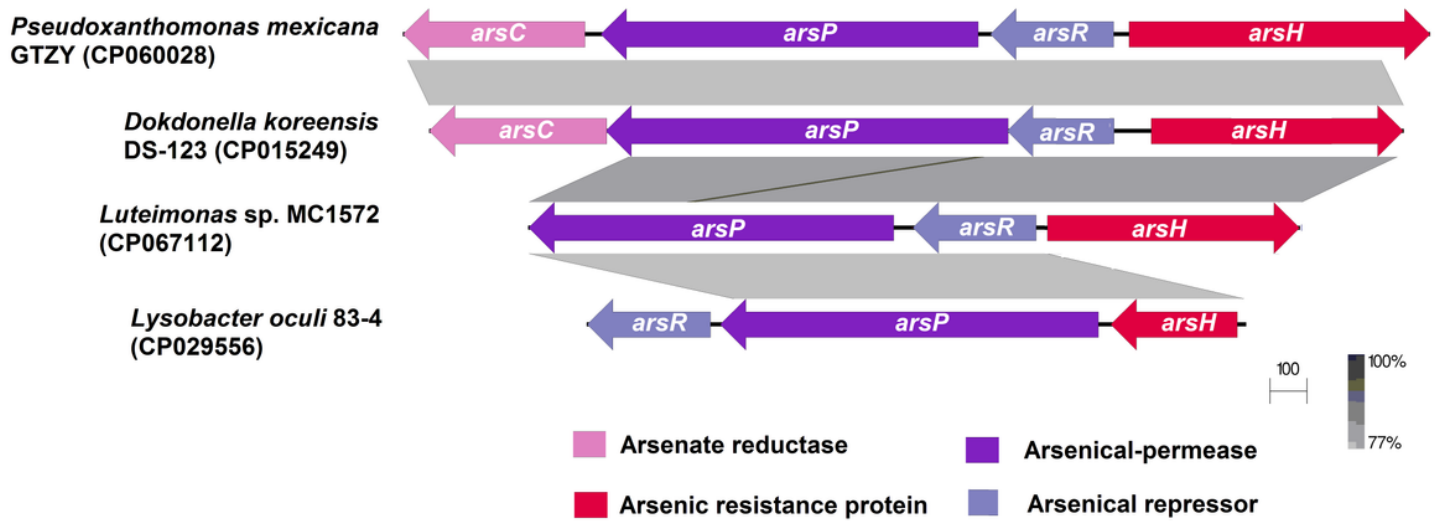 Pseudoxanthomonas mexicana
GTZY (CP060028)
arsC arsP arsR arsH
Dokdonella koreensis
DS-123 (CP015249)
arsC arsP arsR arsH
Luteimonas sp. MC1572
(CP067112)
arsP arsR arsH
Lysobacter oculi 83-4
(CP029556)
arsR arsP arsH
100
100%
77%
Arsenate reductase
Arsenical-permease
Arsenic resistance protein
Arsenical repressor